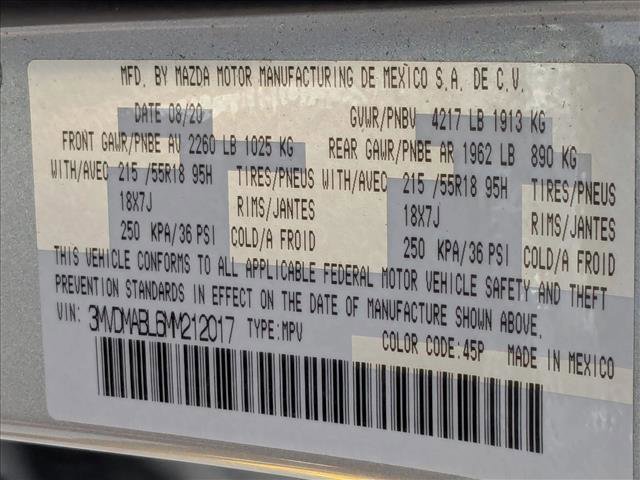 MFD. BY MAZDA MOTOR MANUFACTURING DE MEXICO S.A. DE C.V.
DATE 08/20 GVWR/PNBV 4217 LB 1913 KG
FRONT GAWR/PNBE AV 2260 LB 1025 KG REAR GAWR/PNBE AR 1962 LB 890 KG
WITH/AVEC 215 /55R18 95H TIRES/PNEUS WITH/AVEC 215 /55R18 95H TIRES/PNEUS
18X7J RIMS/JANTES 18X7J RIMS/JANTES
250 KPA/36 PSI COLD/A FROID 250 KPA/36 PSI COLD/A FROID
THIS VEHICLE CONFORMS TO ALL APPLICABLE FEDERAL MOTOR VEHICLE SAFETY AND THEFT
PREVENTION STANDARDS IN EFFECT ON THE DATE OF MANUFACTURE SHOWN ABOVE.
VIN: 3MVDMABL6MM212017 TYPE:MPV COLOR CODE:45P MADE IN MEXICO